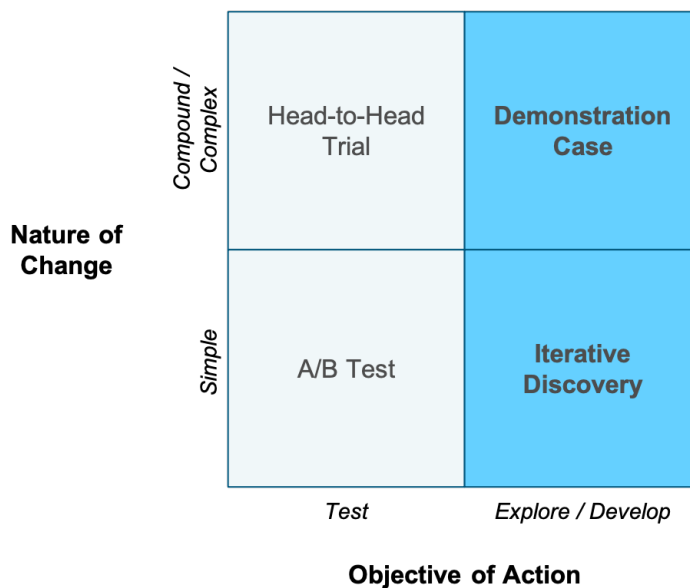 Compound /
Complex
Head-to-Head
Trial
Demonstration
Case
Nature of
Change
Simple
A/B Test
Iterative
Discovery
Test
Explore / Develop
Objective of Action